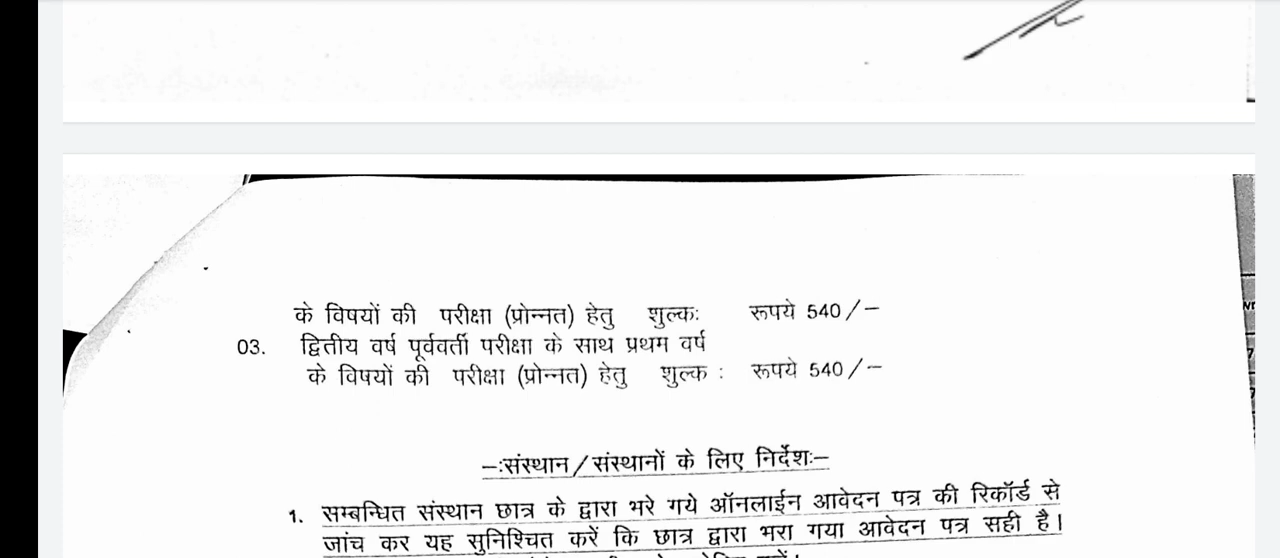 के विषयों की परीक्षा (प्रोन्नत) हेतु शुल्कः रूपये 540/–
03. द्वितीय वर्ष पूर्ववर्ती परीक्षा के साथ प्रथम वर्ष
के विषयों की परीक्षा (प्रोन्नत) हेतु शुल्क : रूपये 540/–
–:संस्थान/संस्थानों के लिए निर्देशः–
1. सम्बन्धित संस्थान छात्र के द्वारा भरे गये ऑनलाईन आवेदन पत्र की रिकॉर्ड से
जांच कर यह सुनिश्चित करें कि छात्र द्वारा भरा गया आवेदन पत्र सही है।